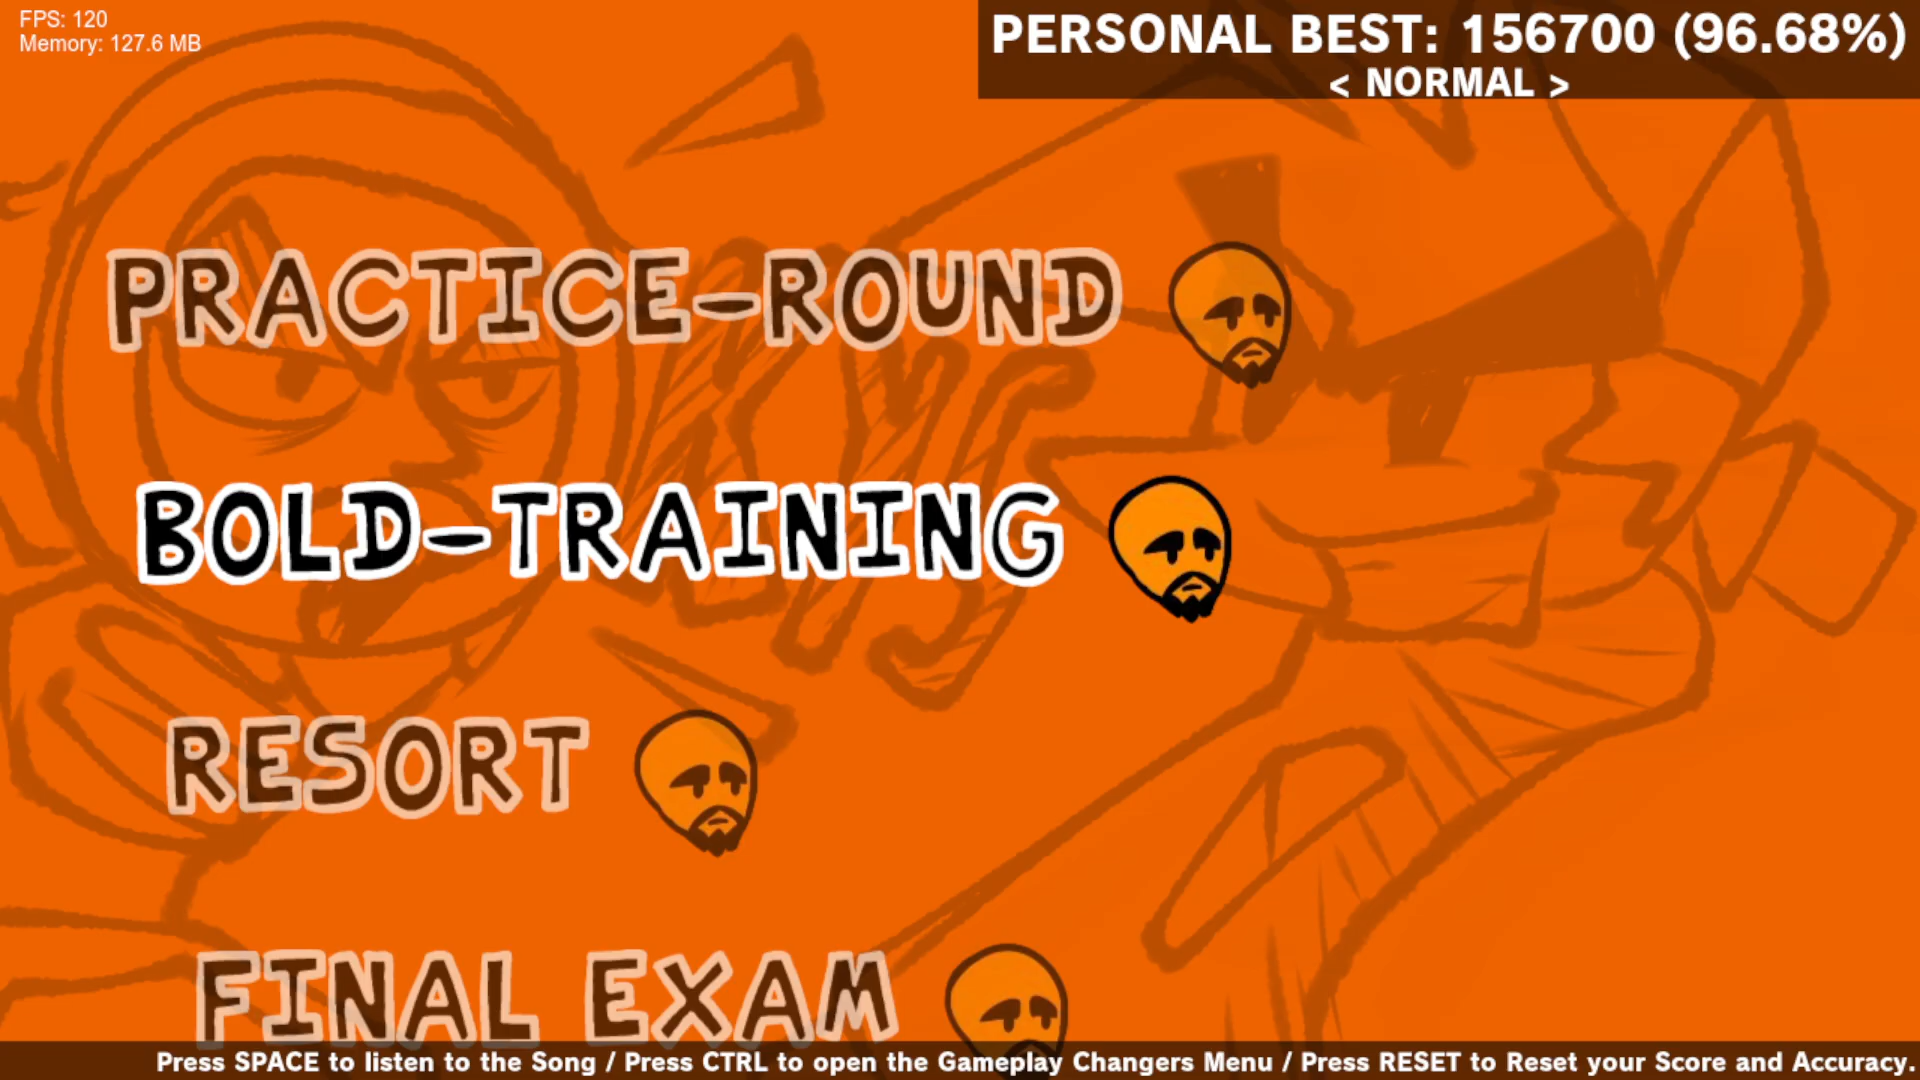 FPS: 120
Memory: 127.6 MB
PERSONAL BEST: 156700 (96.68%)
< NORMAL >
PRACTICE-ROUND
BOLD-TRAINING
RESORT
FINAL EXAM
Press SPACE to listen to the Song / Press CTRL to open the Gameplay Changers Menu / Press RESET to Reset your Score and Accuracy.